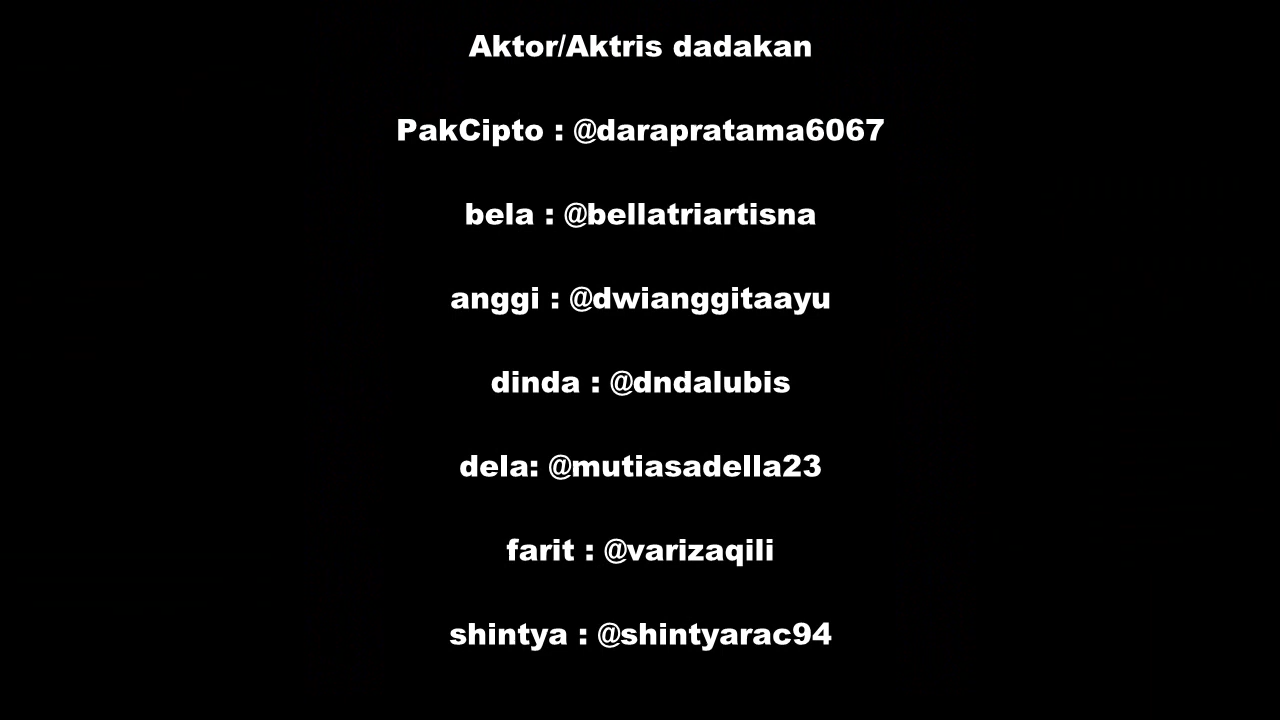 Aktor/Aktris dadakan
PakCipto : @darapratama6067
bela : @bellatriartisna
anggi : @dwianggitaayu
dinda : @dndalubis
dela: @mutiasadella23
farit : @varizaqili
shintya : @shintyarac94